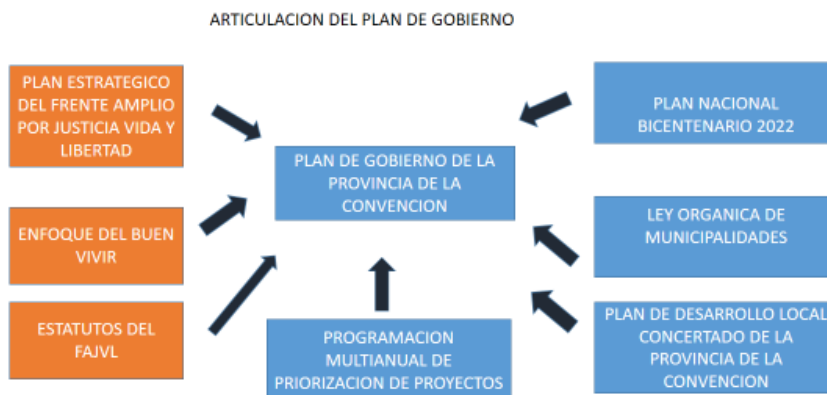 ARTICULACION DEL PLAN DE GOBIERNO
PLAN ESTRATEGICO
DEL FRENTE AMPLIO
POR JUSTICIA VIDA Y
LIBERTAD
ENFOQUE DEL BUEN
VIVIR
ESTATUTOS DEL
FAJVL
PLAN DE GOBIERNO DE LA
PROVINCIA DE LA
CONVENCION
PROGRAMACION
MULTIANUAL DE
PRIORIZACION DE PROYECTOS
PLAN NACIONAL
BICENTENARIO 2022
LEY ORGANICA DE
MUNICIPALIDADES
PLAN DE DESARROLLO LOCAL
CONCERTADO DE LA
PROVINCIA DE LA
CONVENCION